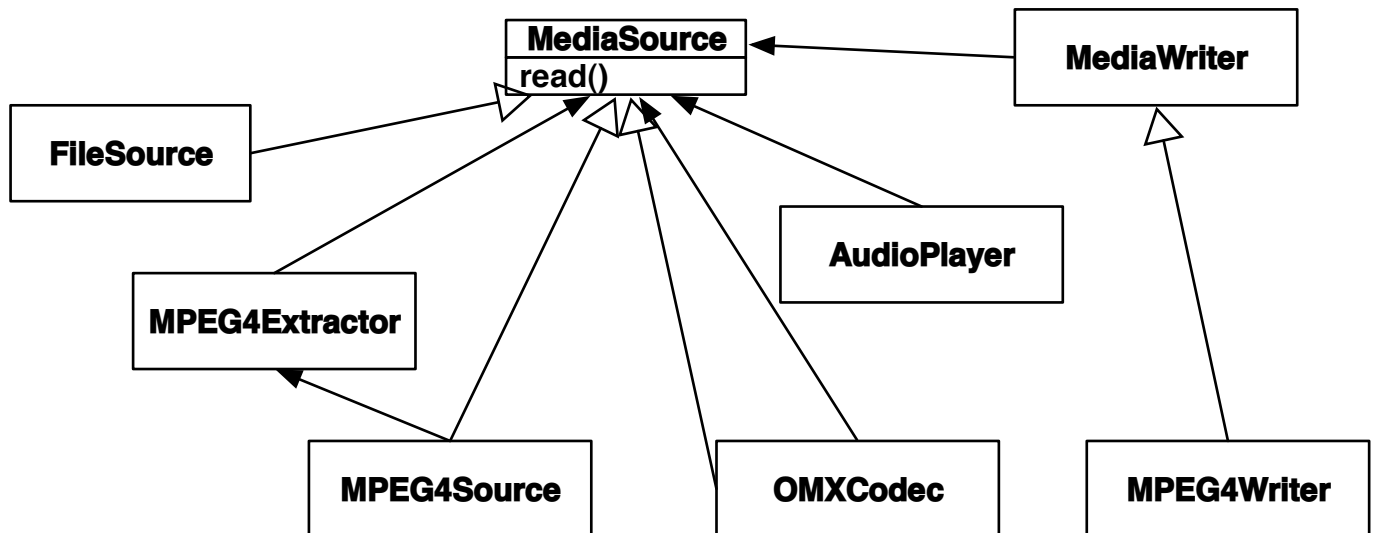 MediaSource
read()
MediaWriter
FileSource
AudioPlayer
MPEG4Extractor
MPEG4Source
OMXCodec
MPEG4Writer